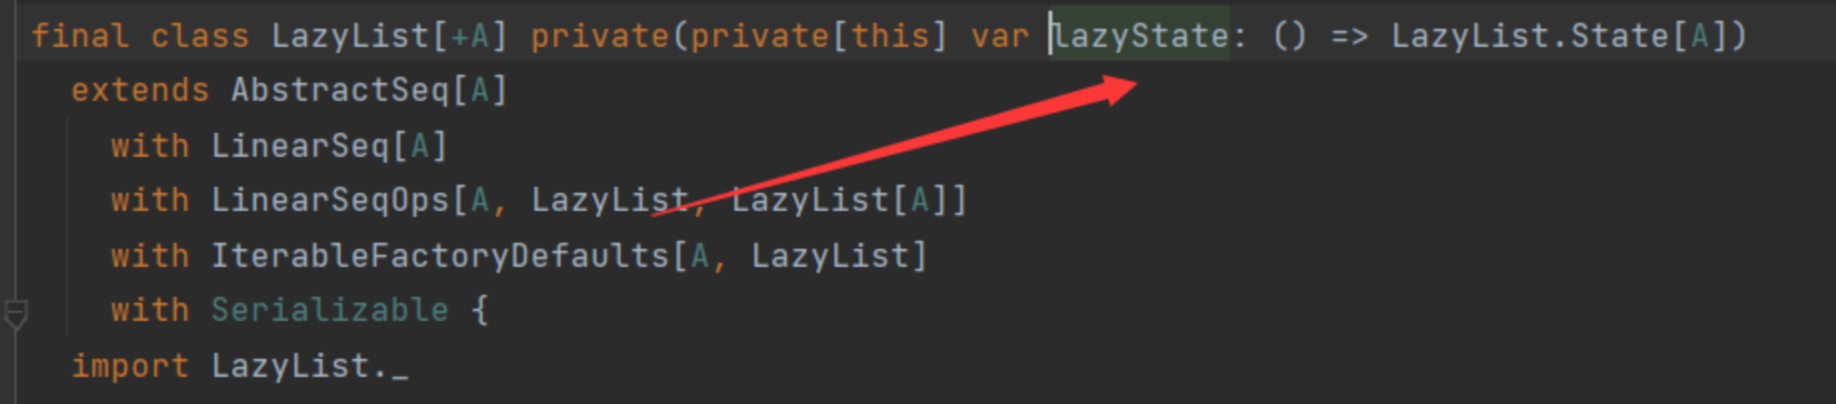 final class LazyList[+A] private(private[this] var lazyState: () => LazyList.State[A])
extends AbstractSeq[A]
with LinearSeq[A]
with LinearSeqOps[A, LazyList, LazyList[A]]
with IterableFactoryDefaults[A, LazyList]
with Serializable {
import LazyList._